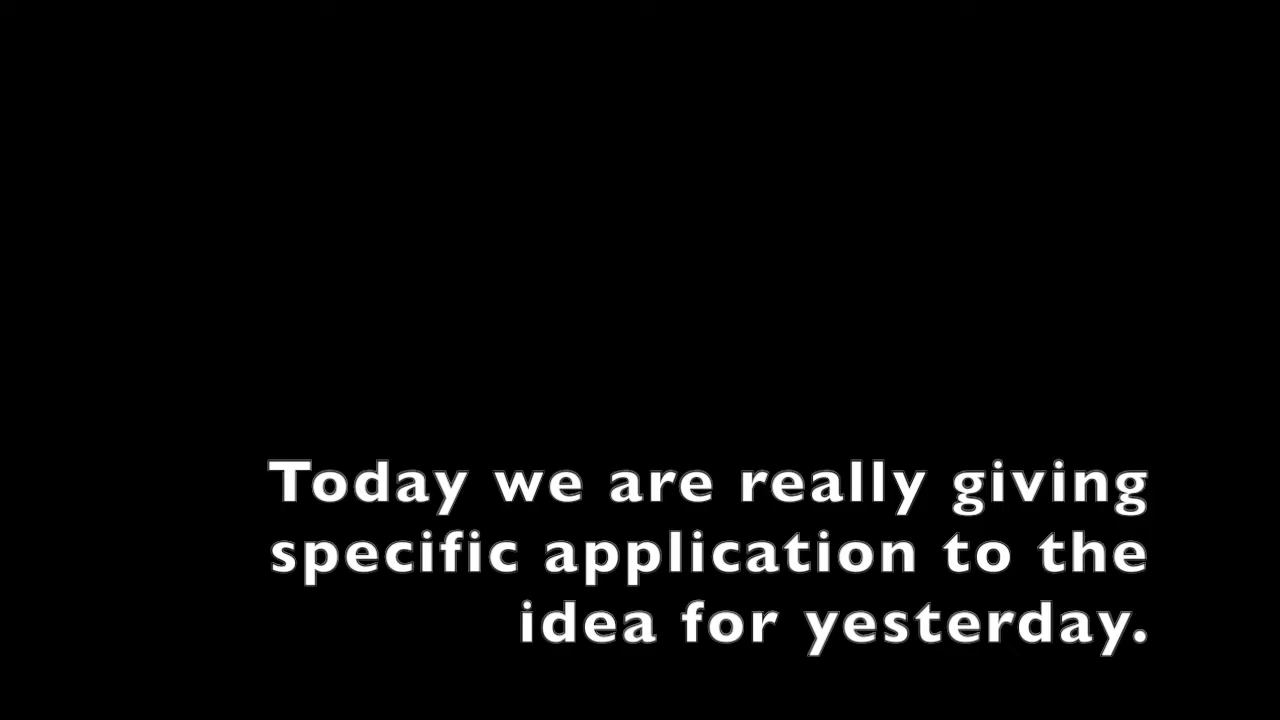 Today we are really giving
specific application to the
idea for yesterday.